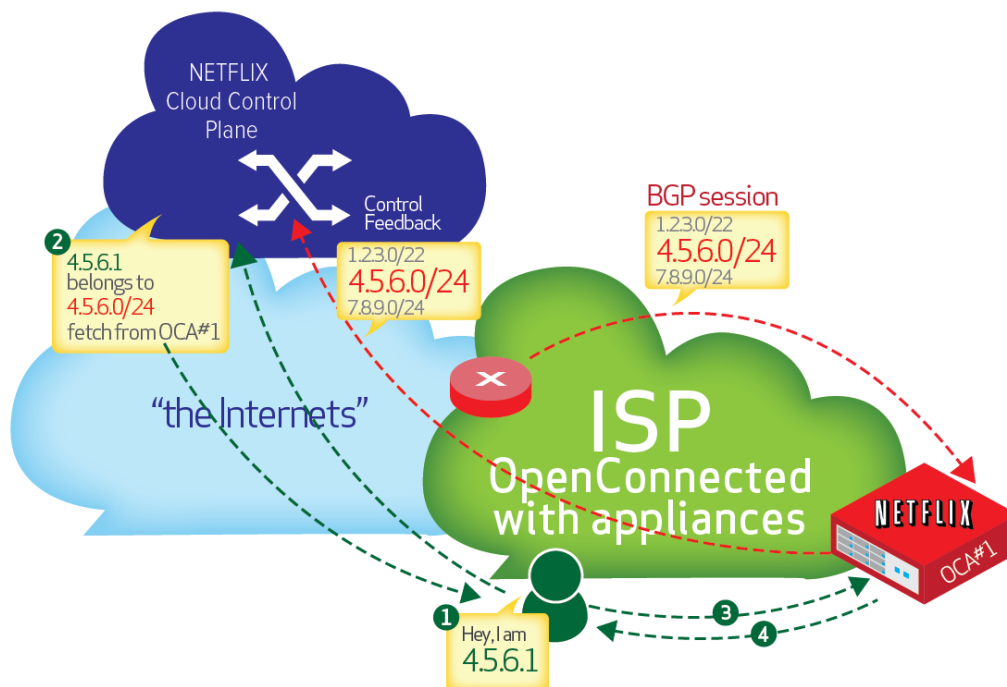 NETFLIX
Cloud Control
Plane
Control
Feedback
BGP session
1.2.3.0/22
4.5.6.0/24
7.8.9.0/24
1.2.3.0/22
4.5.6.0/24
7.8.9.0/24
2
4.5.6.1
belongs to
4.5.6.0/24
fetch from OCA#1
X
"the Internets"
ISP
OpenConnected
with appliances
NETFLIX
OCA#1
1
Hey, I am
4.5.6.1
3
4